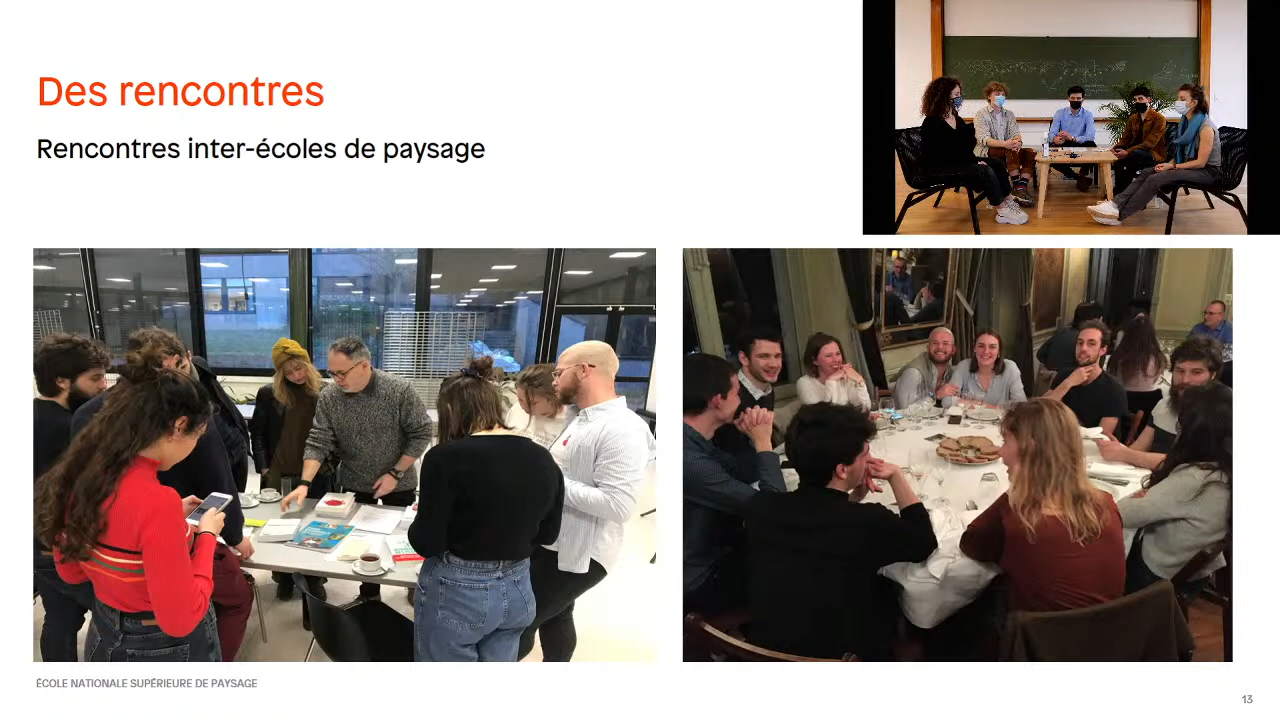 Des rencontres
Rencontres inter-écoles de paysage
ÉCOLE NATIONALE SUPÉRIEURE DE PAYSAGE
13